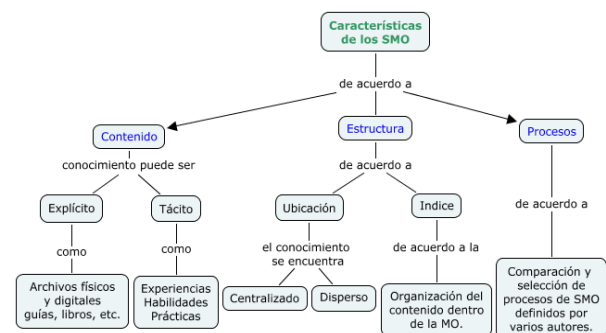 Características
de los SMO
de acuerdo a
Contenido
Estructura
Procesos
conocimiento puede ser
de acuerdo a
Explícito
Tácito
Ubicación
Indice
de acuerdo a
como
como
el conocimiento
se encuentra
de acuerdo a la
Archivos físicos
y digitales
guías, libros, etc.
Experiencias
Habilidades
Prácticas
Centralizado
Disperso
Organización del
contenido dentro
de la MO.
Comparación y
selección de
procesos de SMO
definidos por
varios autores.